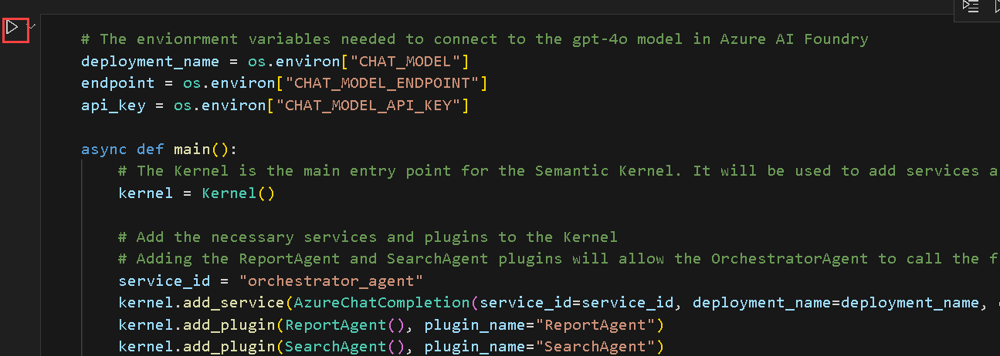 # The envionrment variables needed to connect to the gpt-4o model in Azure AI Foundry
deployment_name = os.environ["CHAT_MODEL"]
endpoint = os.environ["CHAT_MODEL_ENDPOINT"]
api_key = os.environ["CHAT_MODEL_API_KEY"]
async def main():
# The Kernel is the main entry point for the Semantic Kernel. It will be used to add services a
kernel = Kernel()
# Add the necessary services and plugins to the Kernel
# Adding the ReportAgent and SearchAgent plugins will allow the OrchestratorAgent to call the f
service_id = "orchestrator_agent"
kernel.add_service(AzureChatCompletion(service_id=service_id, deployment_name=deployment_name,
kernel.add_plugin(ReportAgent(), plugin_name="ReportAgent")
kernel.add_plugin(SearchAgent(), plugin_name="SearchAgent")